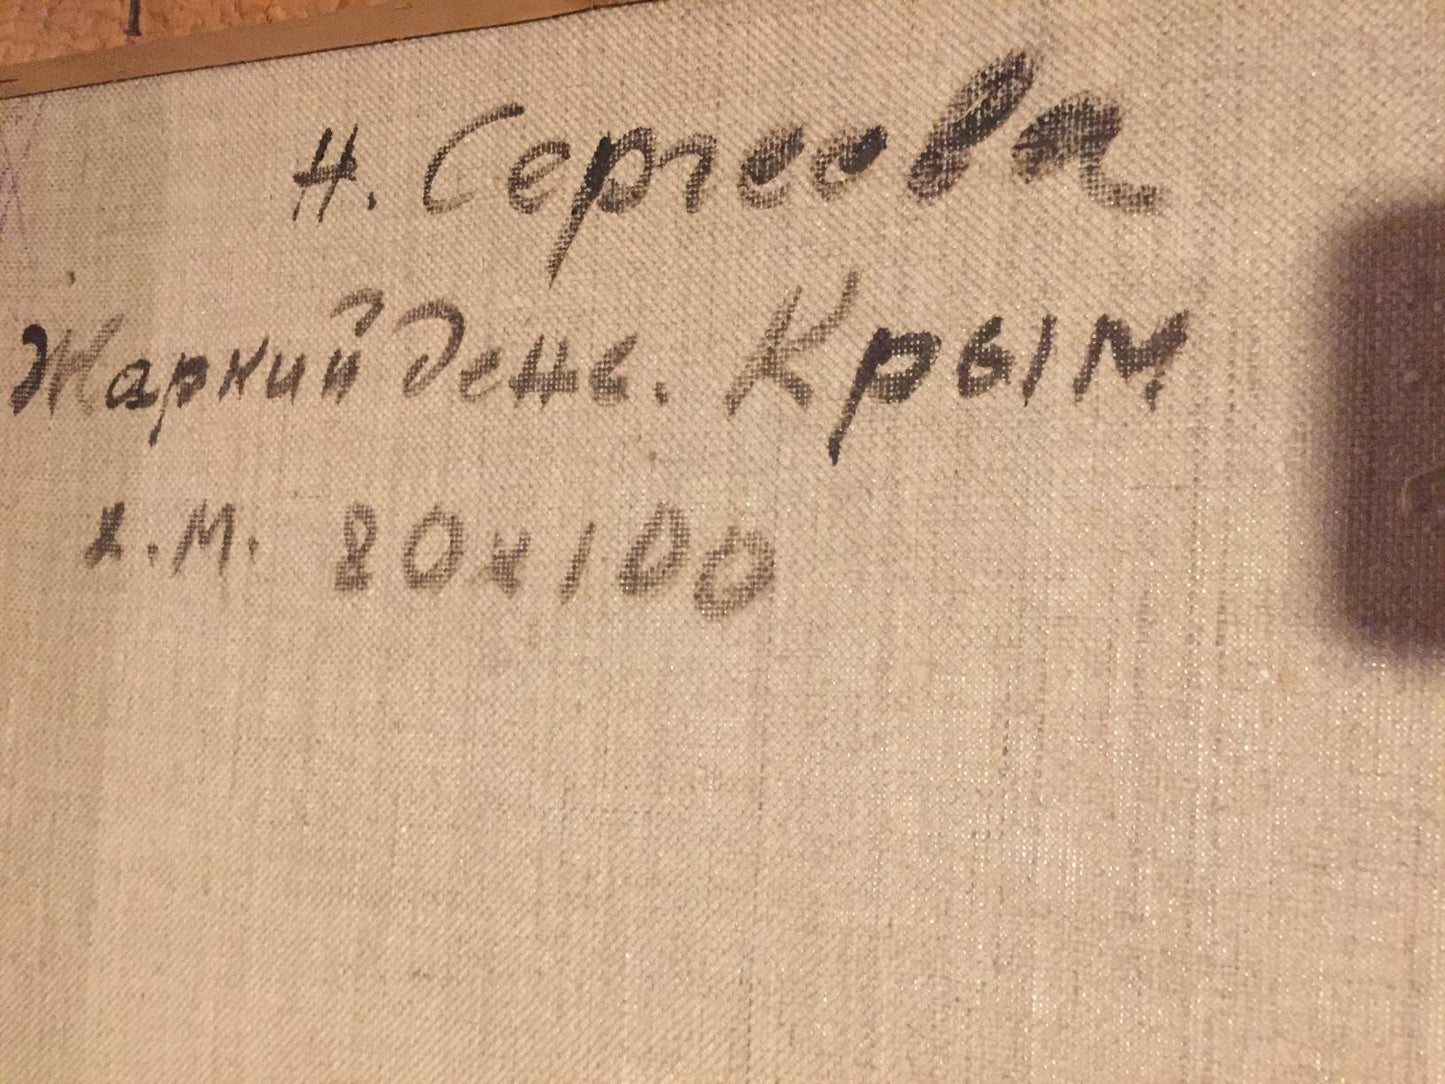 Н. Сергеева
Жаркий день. Крым
х.м. 80х100